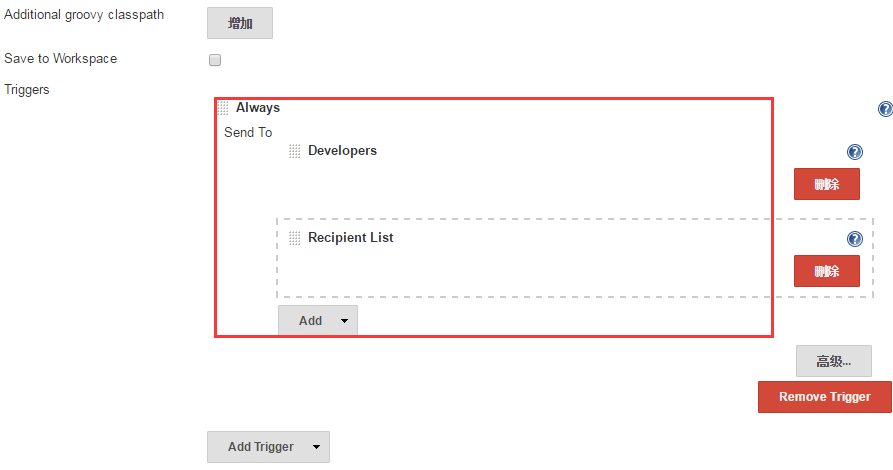 Additional groovy classpath
增加
Save to Workspace
Triggers
Always
?
Send To
Developers
?
删除
Recipient List
?
删除
Add
高级...
Remove Trigger
Add Trigger